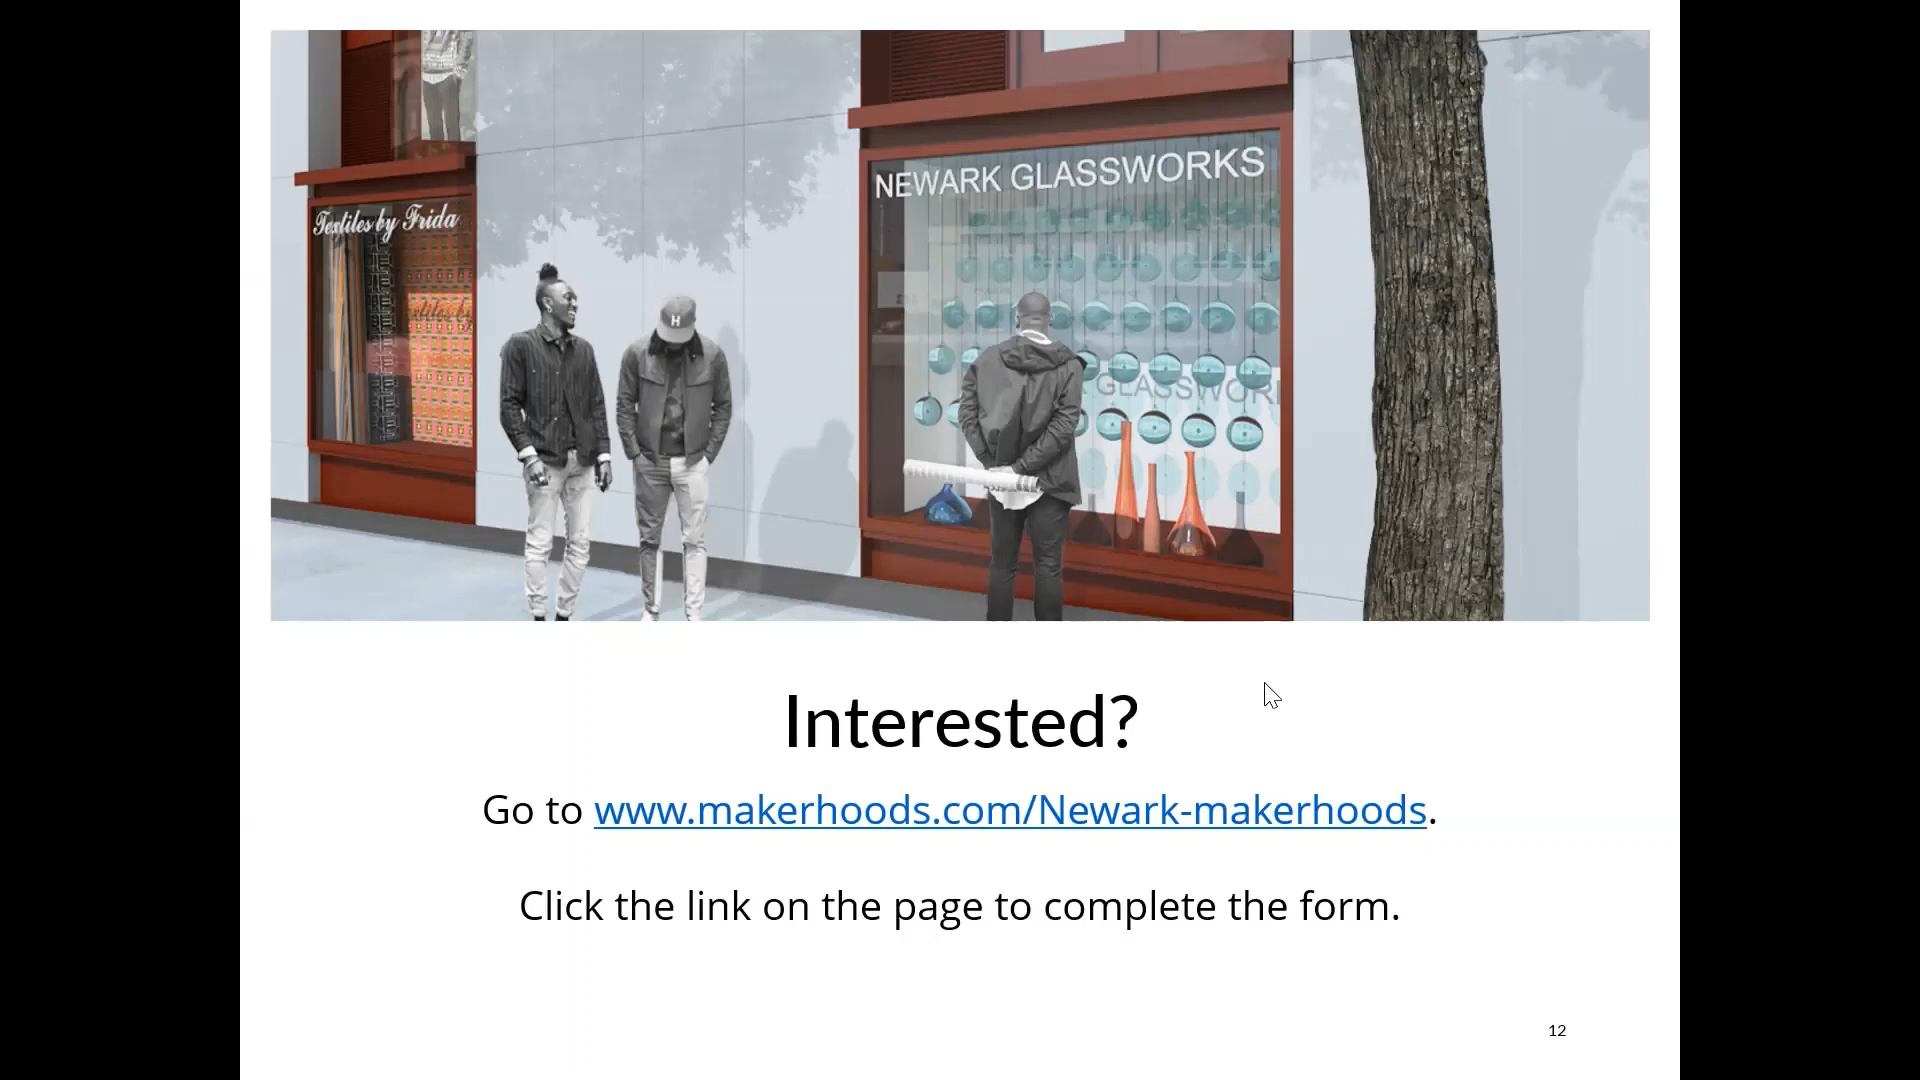 Textiles by Frida
NEWARK GLASSWORKS
H
GLASSWORK
Interested?
Go to www.makerhoods.com/Newark-makerhoods.
Click the link on the page to complete the form.
12